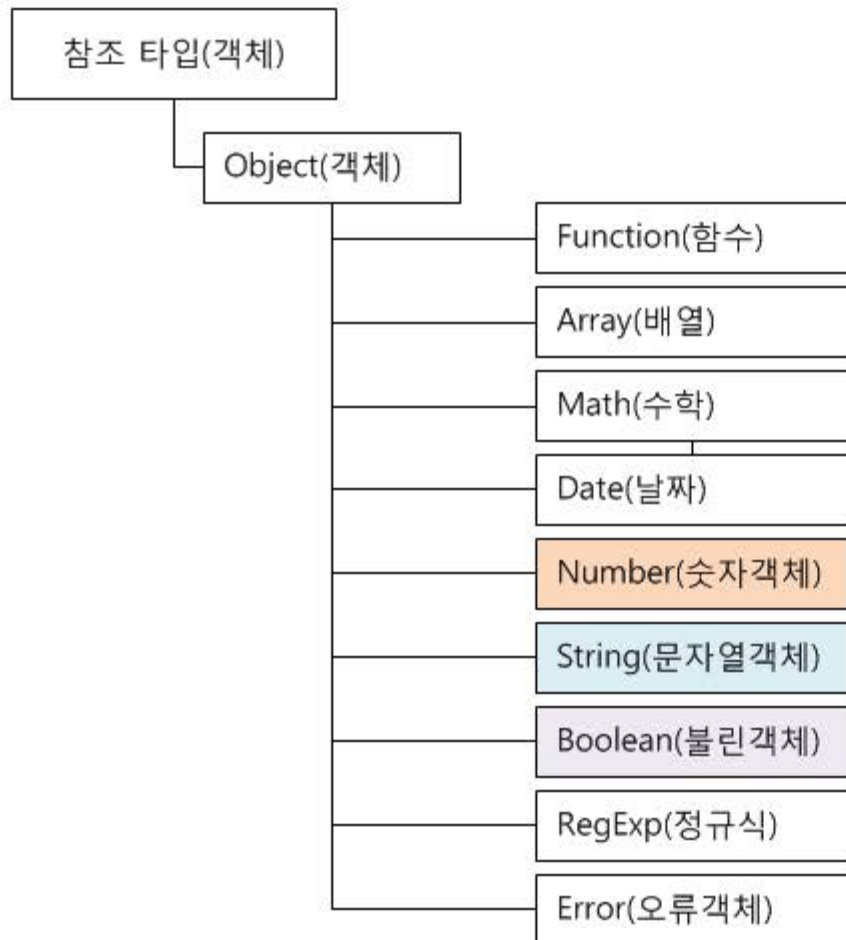 참조 타입(객체)
Object(객체)
Function(함수)
Array(배열)
Math(수학)
Date(날짜)
Number(숫자객체)
String(문자열객체)
Boolean(불린객체)
RegExp(정규식)
Error(오류객체)